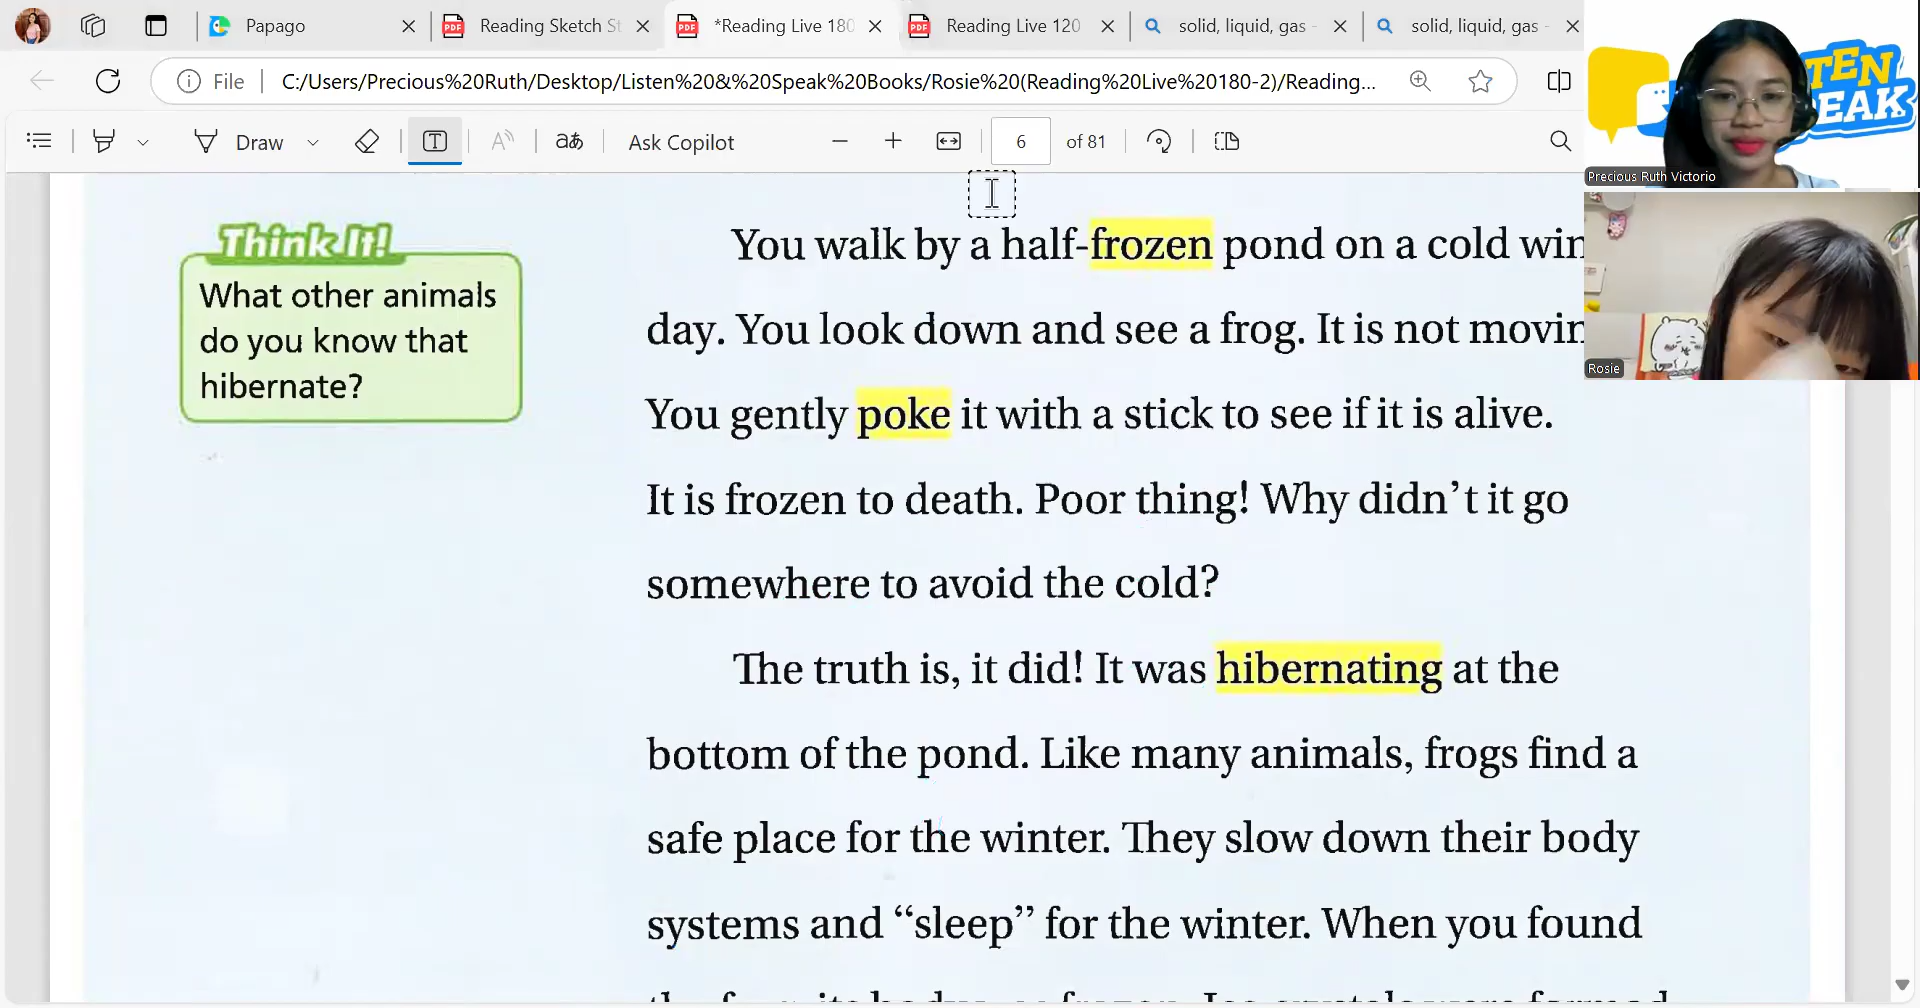 Papago
Reading Sketch St
*Reading Live 180
Reading Live 120
solid, liquid, gas -
solid, liquid, gas -
File
C:/Users/Precious%20Ruth/Desktop/Listen%20&%20Speak%20Books/Rosie%20(Reading%20Live%20180-2)/Reading...
Draw
aあ
Ask Copilot
6
of 81
TEN
EAK
Precious Ruth Victorio
Rosie
Think It!
What other animals
do you know that
hibernate?
You walk by a half-frozen pond on a cold win
day. You look down and see a frog. It is not movin
You gently poke it with a stick to see if it is alive.
It is frozen to death. Poor thing! Why didn't it go
somewhere to avoid the cold?
The truth is, it did! It was hibernating at the
bottom of the pond. Like many animals, frogs find a
safe place for the winter. They slow down their body
systems and “sleep” for the winter. When you found